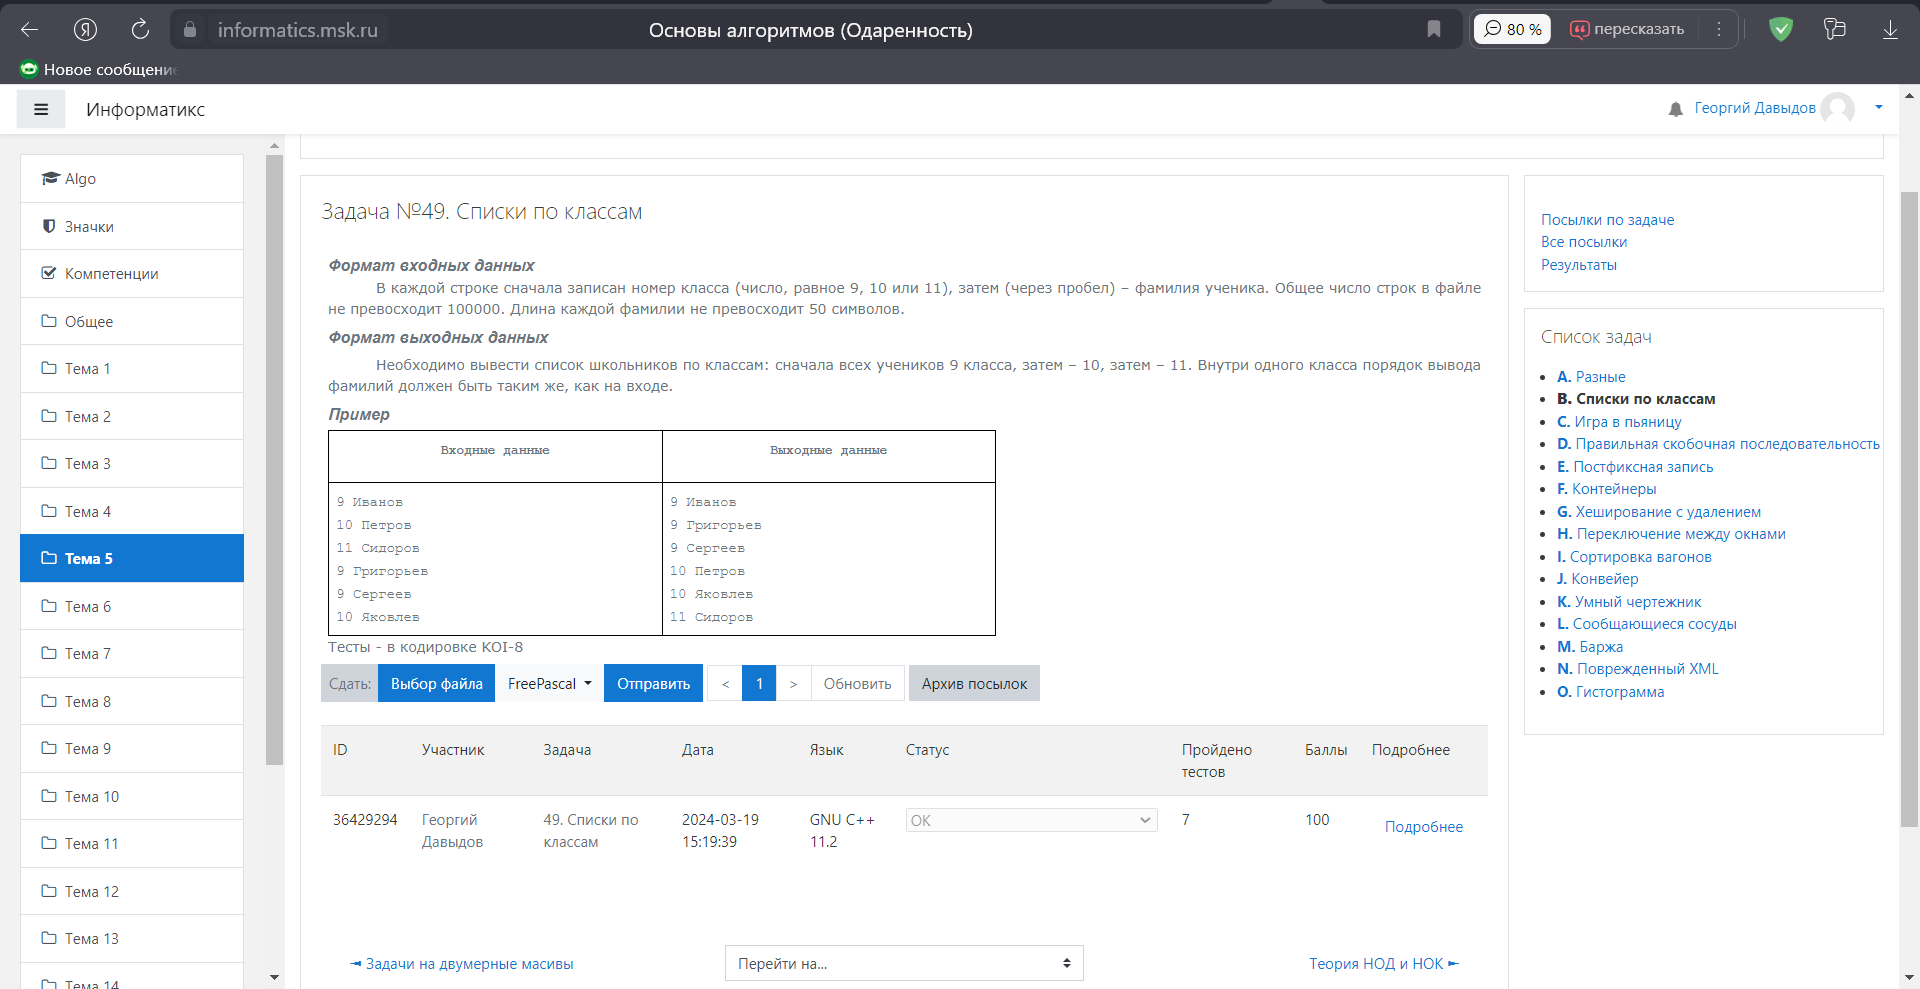 informatics.msk.ru
Основы алгоритмов (Одаренность)
80 %
пересказать
Новое сообщение
Информатикс
Георгий Давыдов
Algo
Значки
Компетенции
Общее
Тема 1
Тема 2
Тема 3
Тема 4
Тема 5
Тема 6
Тема 7
Тема 8
Тема 9
Тема 10
Тема 11
Тема 12
Тема 13
Тема 14
Задача №49. Списки по классам
Формат входных данных
В каждой строке сначала записан номер класса (число, равное 9, 10 или 11), затем (через пробел) – фамилия ученика. Общее число строк в файле
не превосходит 100000. Длина каждой фамилии не превосходит 50 символов.
Формат выходных данных
Необходимо вывести список школьников по классам: сначала всех учеников 9 класса, затем – 10, затем – 11. Внутри одного класса порядок вывода
фамилий должен быть таким же, как на входе.
Пример
Входные данные Выходные данные
9 Иванов 9 Иванов
10 Петров 9 Григорьев
11 Сидоров 9 Сергеев
9 Григорьев 10 Петров
9 Сергеев 10 Яковлев
10 Яковлев 11 Сидоров
Тесты - в кодировке KOI-8
Сдать: Выбор файла FreePascal Отправить < 1 > Обновить Архив посылок
ID Участник Задача Дата Язык Статус Пройдено тестов Баллы Подробнее
36429294 Георгий Давыдов 49. Списки по классам 2024-03-19 15:19:39 GNU C++ 11.2 OK 7 100 Подробнее
◄ Задачи на двумерные масивы
Перейти на...
Теория НОД и НОК ►
Посылки по задаче
Все посылки
Результаты
Список задач
A. Разные
B. Списки по классам
C. Игра в пьяницу
D. Правильная скобочная последовательность
E. Постфиксная запись
F. Контейнеры
G. Хеширование с удалением
H. Переключение между окнами
I. Сортировка вагонов
J. Конвейер
K. Умный чертежник
L. Сообщающиеся сосуды
M. Баржа
N. Поврежденный XML
O. Гистограмма